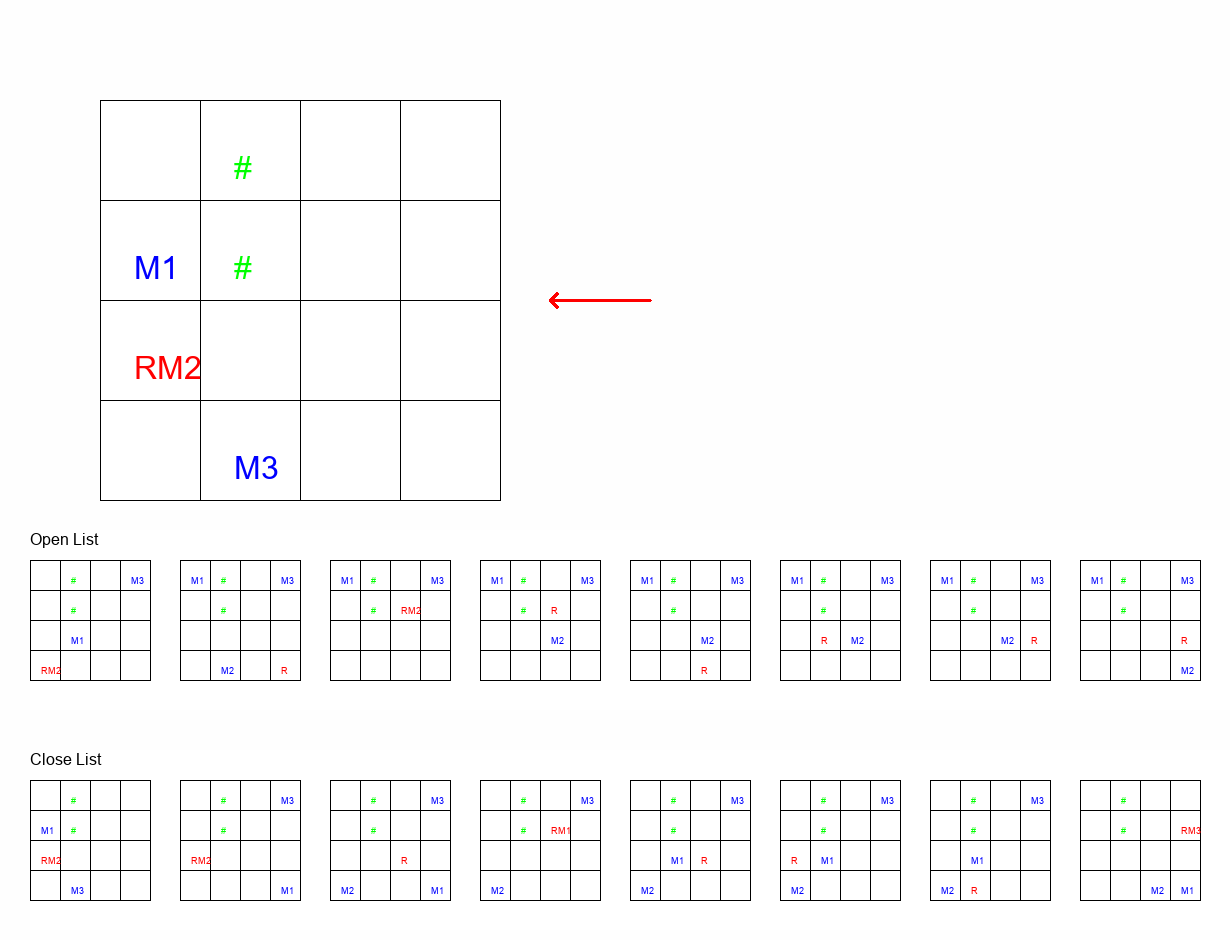 #
M1 #
RM2
M3
Open List
# M3 M1 # M3 M1 # M3 M1 # M3 M1 # M3 M1 # M3 M1 # M3 M1 # M3
# # # RM2 # R # # # #
M1 M2 M2 R M2 M2 R R
RM2 M2 R R M2
Close List
# # M3 # M3 # M3 # M3 # M3 # M3 #
M1 # # # # RM1 # # # # RM3
RM2 RM2 R M1 R R M1 M1
M3 M1 M2 M1 M2 M2 M2 M2 R M2 M1